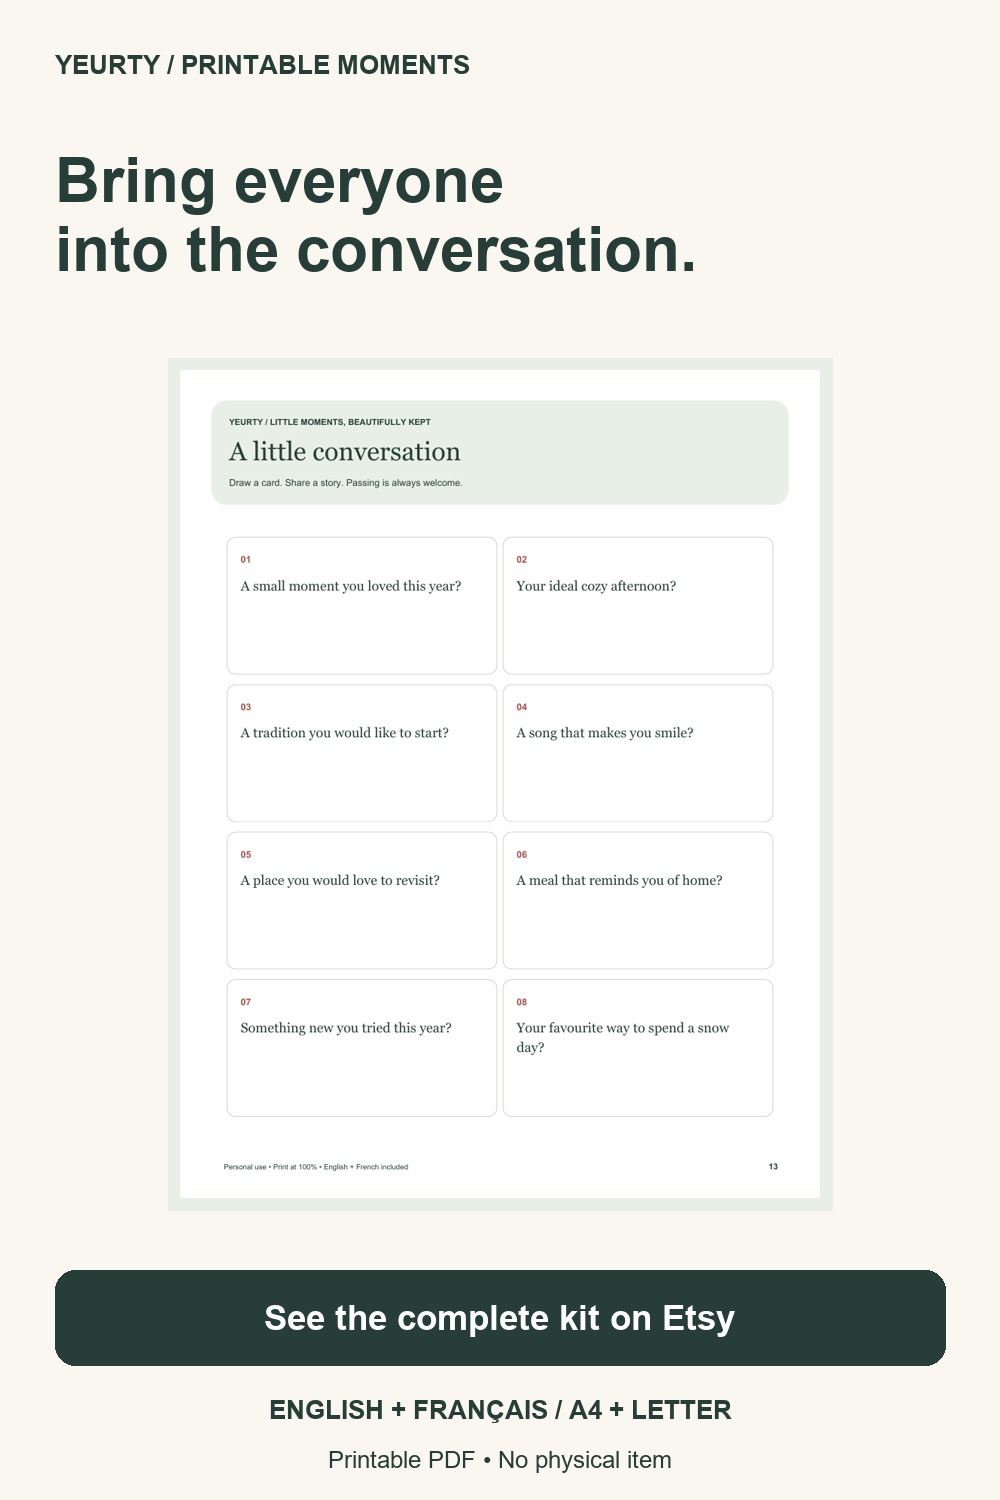 YEURTY / PRINTABLE MOMENTS
Bring everyone
into the conversation.
YEURTY / LITTLE MOMENTS, BEAUTIFULLY KEPT
A little conversation
Draw a card. Share a story. Passing is always welcome.
01
A small moment you loved this year?
02
Your ideal cozy afternoon?
03
A tradition you would like to start?
04
A song that makes you smile?
05
A place you would love to revisit?
06
A meal that reminds you of home?
07
Something new you tried this year?
08
Your favourite way to spend a snow
day?
Personal use • Print at 100% • English + French included
13
See the complete kit on Etsy
ENGLISH + FRANÇAIS / A4 + LETTER
Printable PDF • No physical item